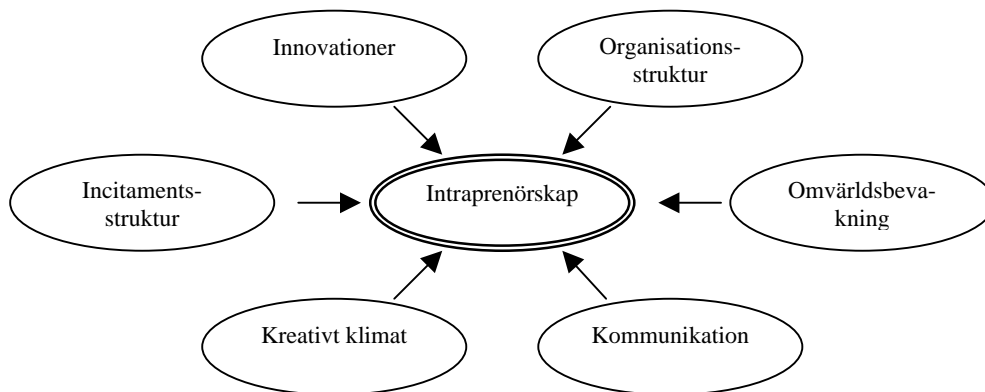 Innovationer
Organisations-
struktur
Incitaments-
struktur
Intraprenörskap
Omvärldsbeva-
kning
Kreativt klimat
Kommunikation